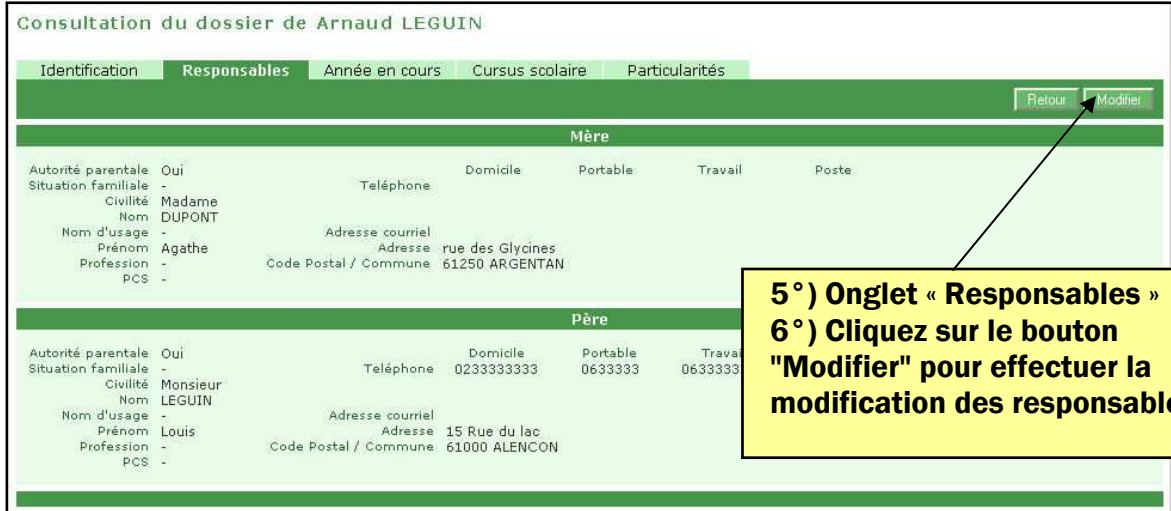 Consultation du dossier de Arnaud LEGUIN
Identification Responsables Année en cours Cursus scolaire Particularités
Retour Modifier
Mère
Autorité parentale Oui Domicile Portable Travail Poste
Situation familiale - Teléphone
Civilité Madame
Nom DUPONT
Nom d'usage - Adresse courriel
Prénom Agathe Adresse rue des Glycines
Profession - Code Postal / Commune 61250 ARGENTAN
PCS -
Père
Autorité parentale Oui Domicile Portable
Situation familiale - Teléphone 0233333333 0633333
Civilité Monsieur
Nom LEGUIN
Nom d'usage - Adresse courriel
Prénom Louis Adresse 15 Rue du lac
Profession - Code Postal / Commune 61000 ALENCON
PCS -
5°) Onglet « Responsables »
6°) Cliquez sur le bouton
"Modifier" pour effectuer la
modification des